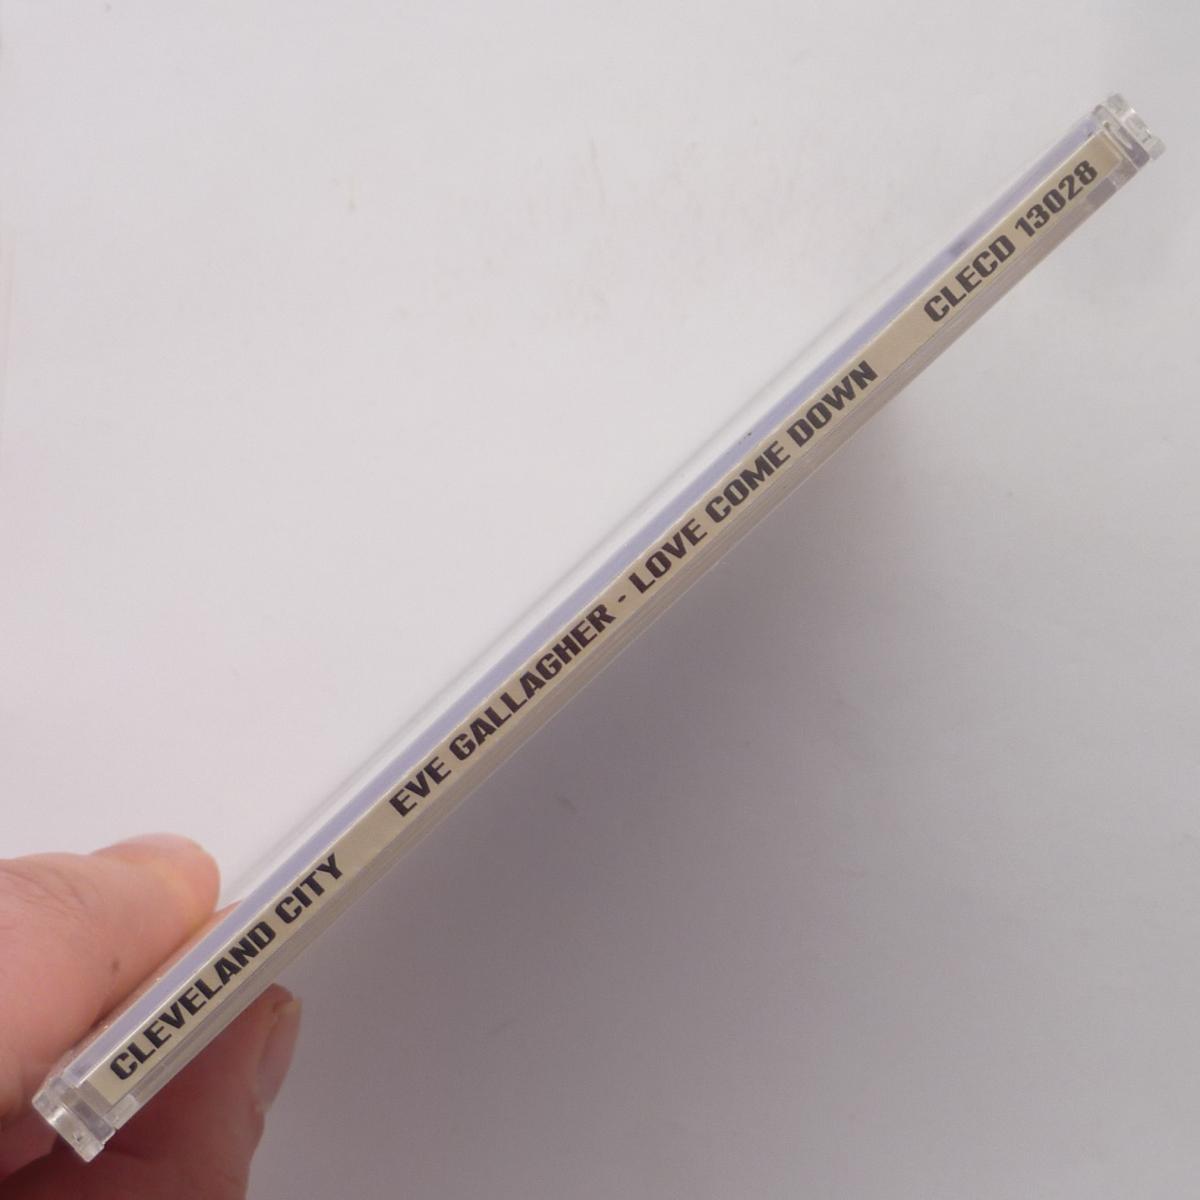 CLEVELAND CITY EVE GALLAGHER - LOVE COME DOWN CLECD 13028